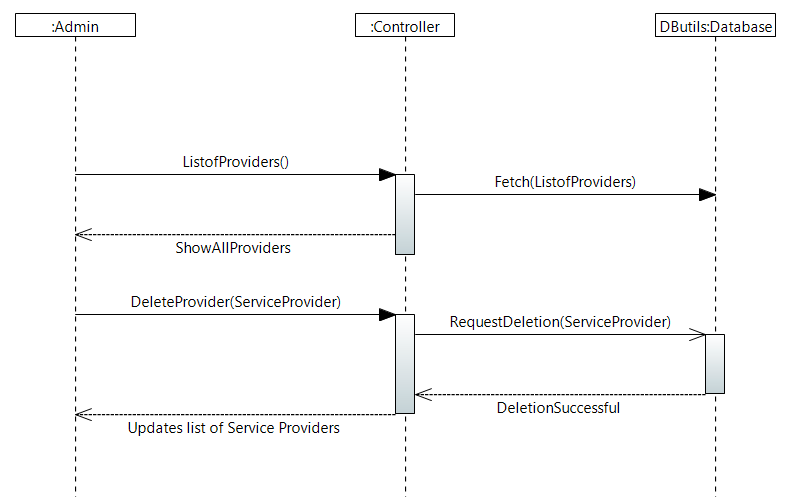 :Admin
:Controller
DButils:Database
ListofProviders()
Fetch(ListofProviders)
ShowAllProviders
DeleteProvider(ServiceProvider)
RequestDeletion(ServiceProvider)
DeletionSuccessful
Updates list of Service Providers